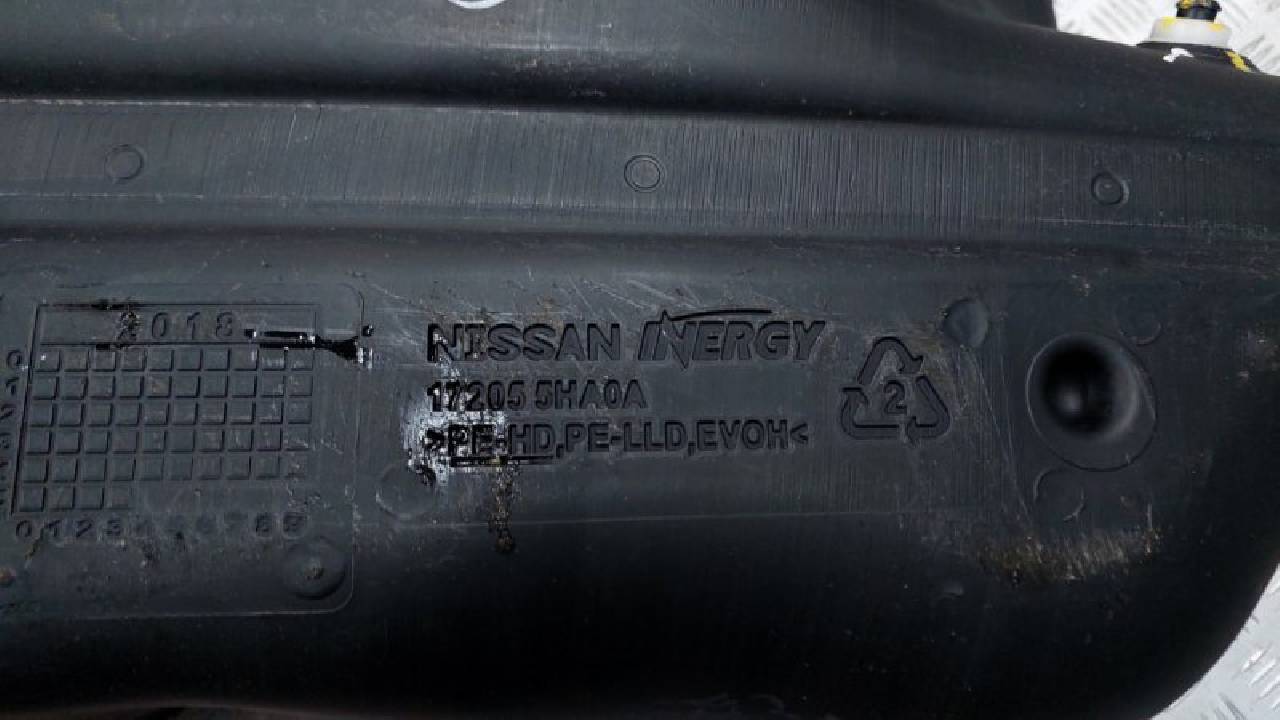 2018
NISSAN INERGY
17205 5HA0A
>PE-HD,PE-LLD,EVOH<
2